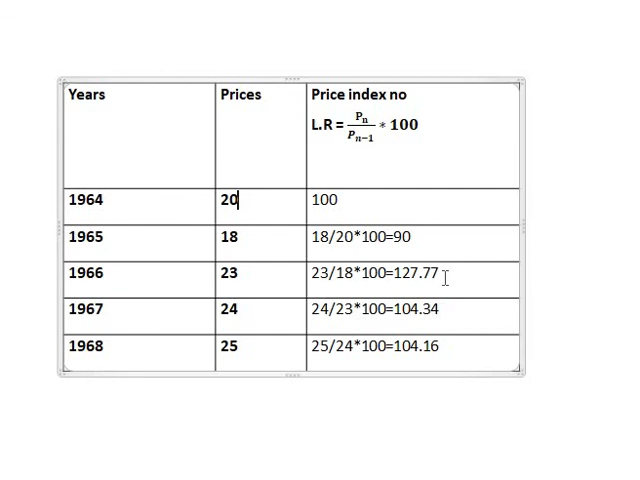 Years Prices Price index no
L.R = Pn/Pn−1 * 100
1964 20 100
1965 18 18/20*100=90
1966 23 23/18*100=127.77
1967 24 24/23*100=104.34
1968 25 25/24*100=104.16